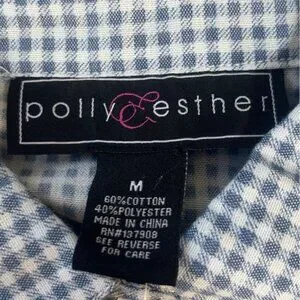 polly & esther
M
60%COTTON
40%POLYESTER
MADE IN CHINA
RN#137908
SEE REVERSE
FOR CARE